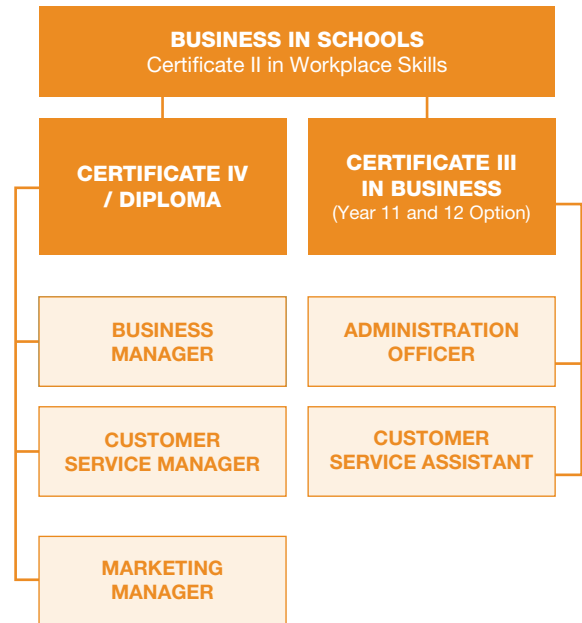 BUSINESS IN SCHOOLS
Certificate II in Workplace Skills
CERTIFICATE IV
/ DIPLOMA
CERTIFICATE III
IN BUSINESS
(Year 11 and 12 Option)
BUSINESS
MANAGER
ADMINISTRATION
OFFICER
CUSTOMER
SERVICE MANAGER
CUSTOMER
SERVICE ASSISTANT
MARKETING
MANAGER